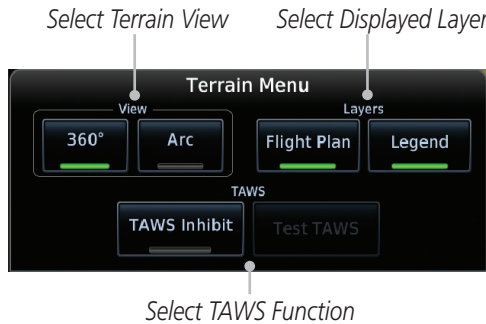 Select Terrain View
Select Displayed Layer
Terrain Menu
View
Layers
360°
Arc
Flight Plan
Legend
TAWS
TAWS Inhibit
Test TAWS
Select TAWS Function